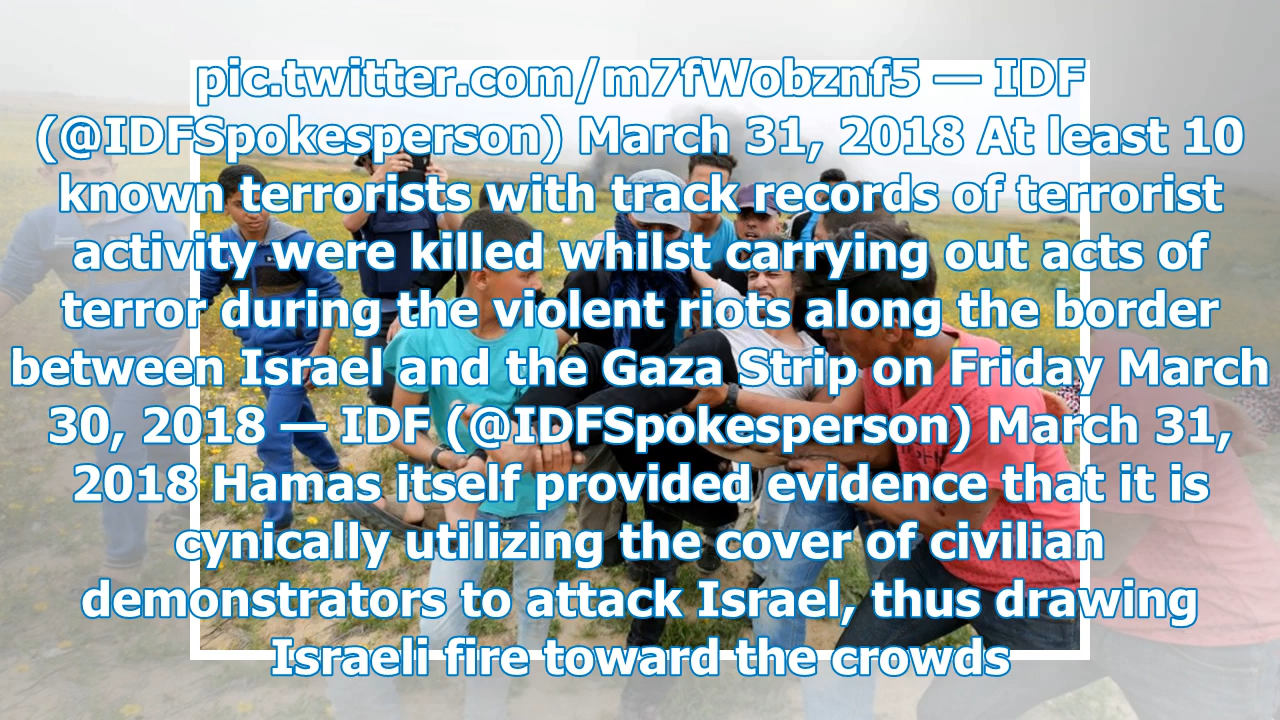 pic.twitter.com/m7fWobznf5 — IDF
(@IDFSpokesperson) March 31, 2018 At least 10
known terrorists with track records of terrorist
activity were killed whilst carrying out acts of
terror during the violent riots along the border
between Israel and the Gaza Strip on Friday March
30, 2018 — IDF (@IDFSpokesperson) March 31,
2018 Hamas itself provided evidence that it is
cynically utilizing the cover of civilian
demonstrators to attack Israel, thus drawing
Israeli fire toward the crowds